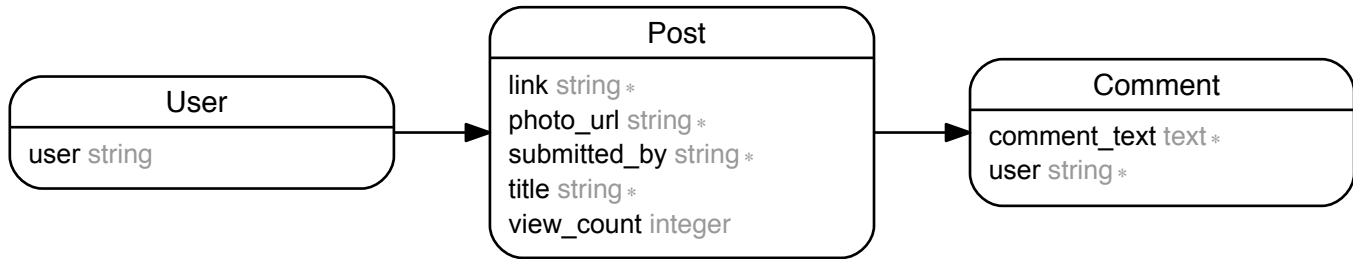 User
user string
Post
link string *
photo_url string *
submitted_by string *
title string *
view_count integer
Comment
comment_text text *
user string *